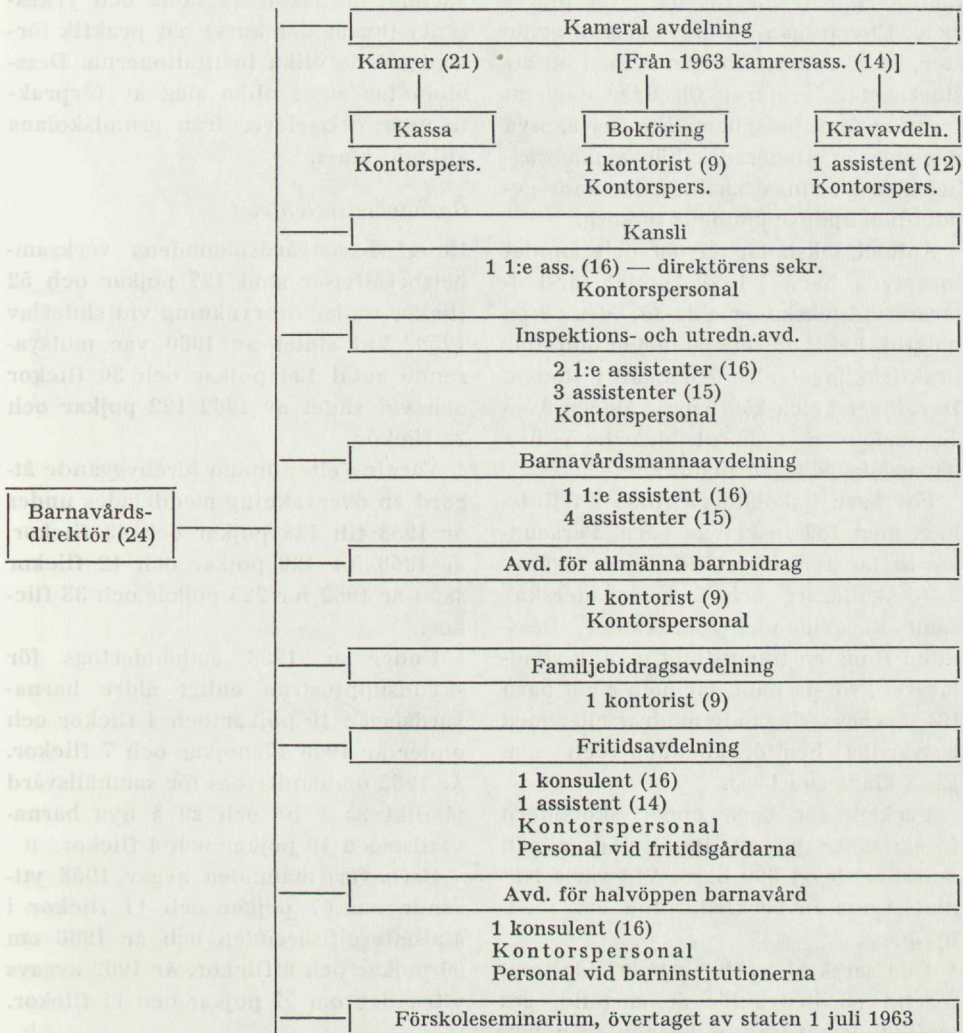 Kameral avdelning
Kamrer (21) [Från 1963 kamrersass. (14)]
Kassa Bokföring Kravavdeln.
Kontorspers. 1 kontorist (9) 1 assistent (12)
Kontorspers. Kontorspers.
Kansli
1 1:e ass. (16) — direktörens sekr.
Kontorspersonal
Inspektions- och utredn.avd.
2 1:e assistenter (16)
7 assistenter (15)
Kontorspersonal
Barnavårdsmannaavdelning
1 1:e assistent (16)
4 assistenter (15)
Barnavårds-
direktör (24)
Avd. för allmänna barnbidrag
1 kontorist (9)
Kontorspersonal
Familjebidragsavdelning
1 kontorist (9)
Fritidsavdelning
1 konsulent (16)
1 assistent (14)
Kontorspersonal
Personal vid fritidsgårdarna
Avd. för halvöppen barnavård
1 konsulent (16)
Kontorspersonal
Personal vid barninstitutionerna
Förskoleseminarium, övertaget av staten 1 juli 1963